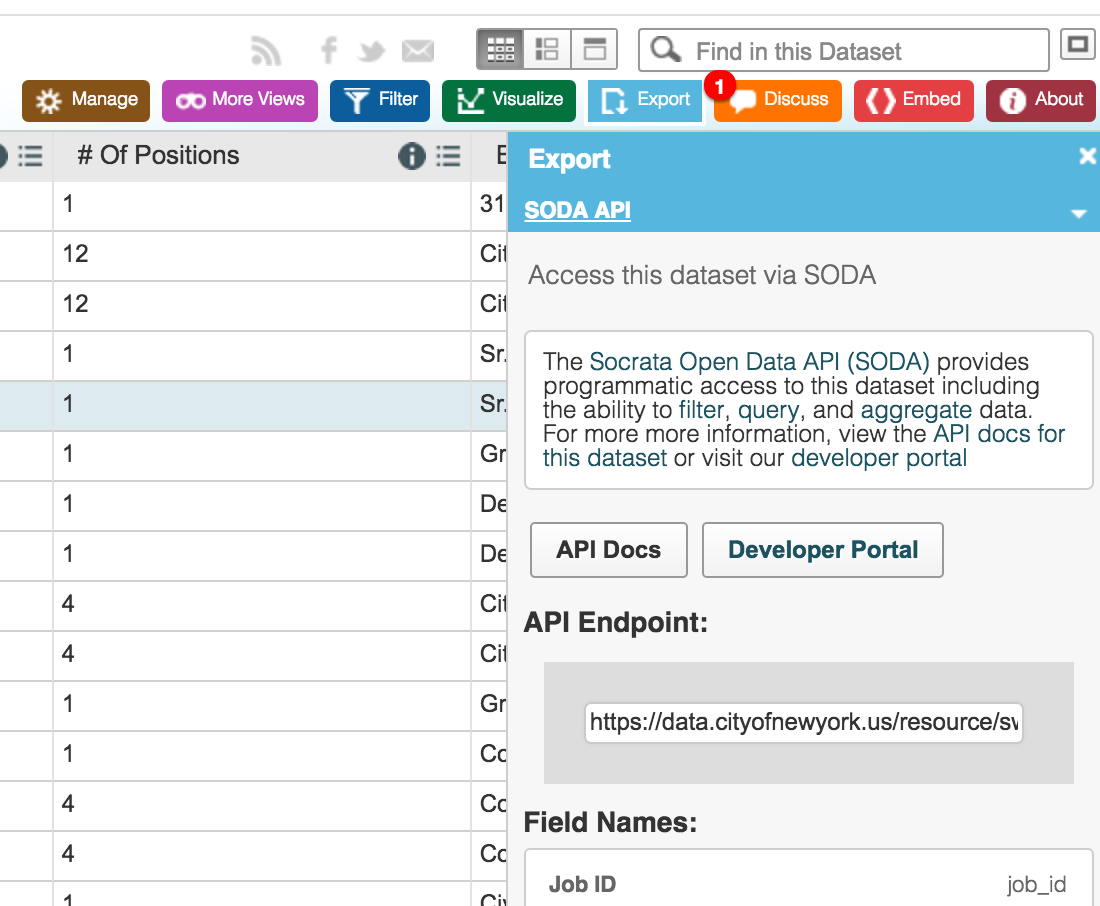 Find in this Dataset
Manage
More Views
Filter
Visualize
Export
1
Discuss
Embed
About
# Of Positions
1
12
12
1
1
1
1
1
4
4
1
1
4
4
1
31
Cit
Cit
Sr.
Sr.
Gr
De
De
Cit
Cit
Gr
Co
Co
Co
Export
SODA API
Access this dataset via SODA
The Socrata Open Data API (SODA) provides
programmatic access to this dataset including
the ability to filter, query, and aggregate data.
For more more information, view the API docs for
this dataset or visit our developer portal
API Docs
Developer Portal
API Endpoint:
https://data.cityofnewyork.us/resource/sv
Field Names:
Job ID
job_id